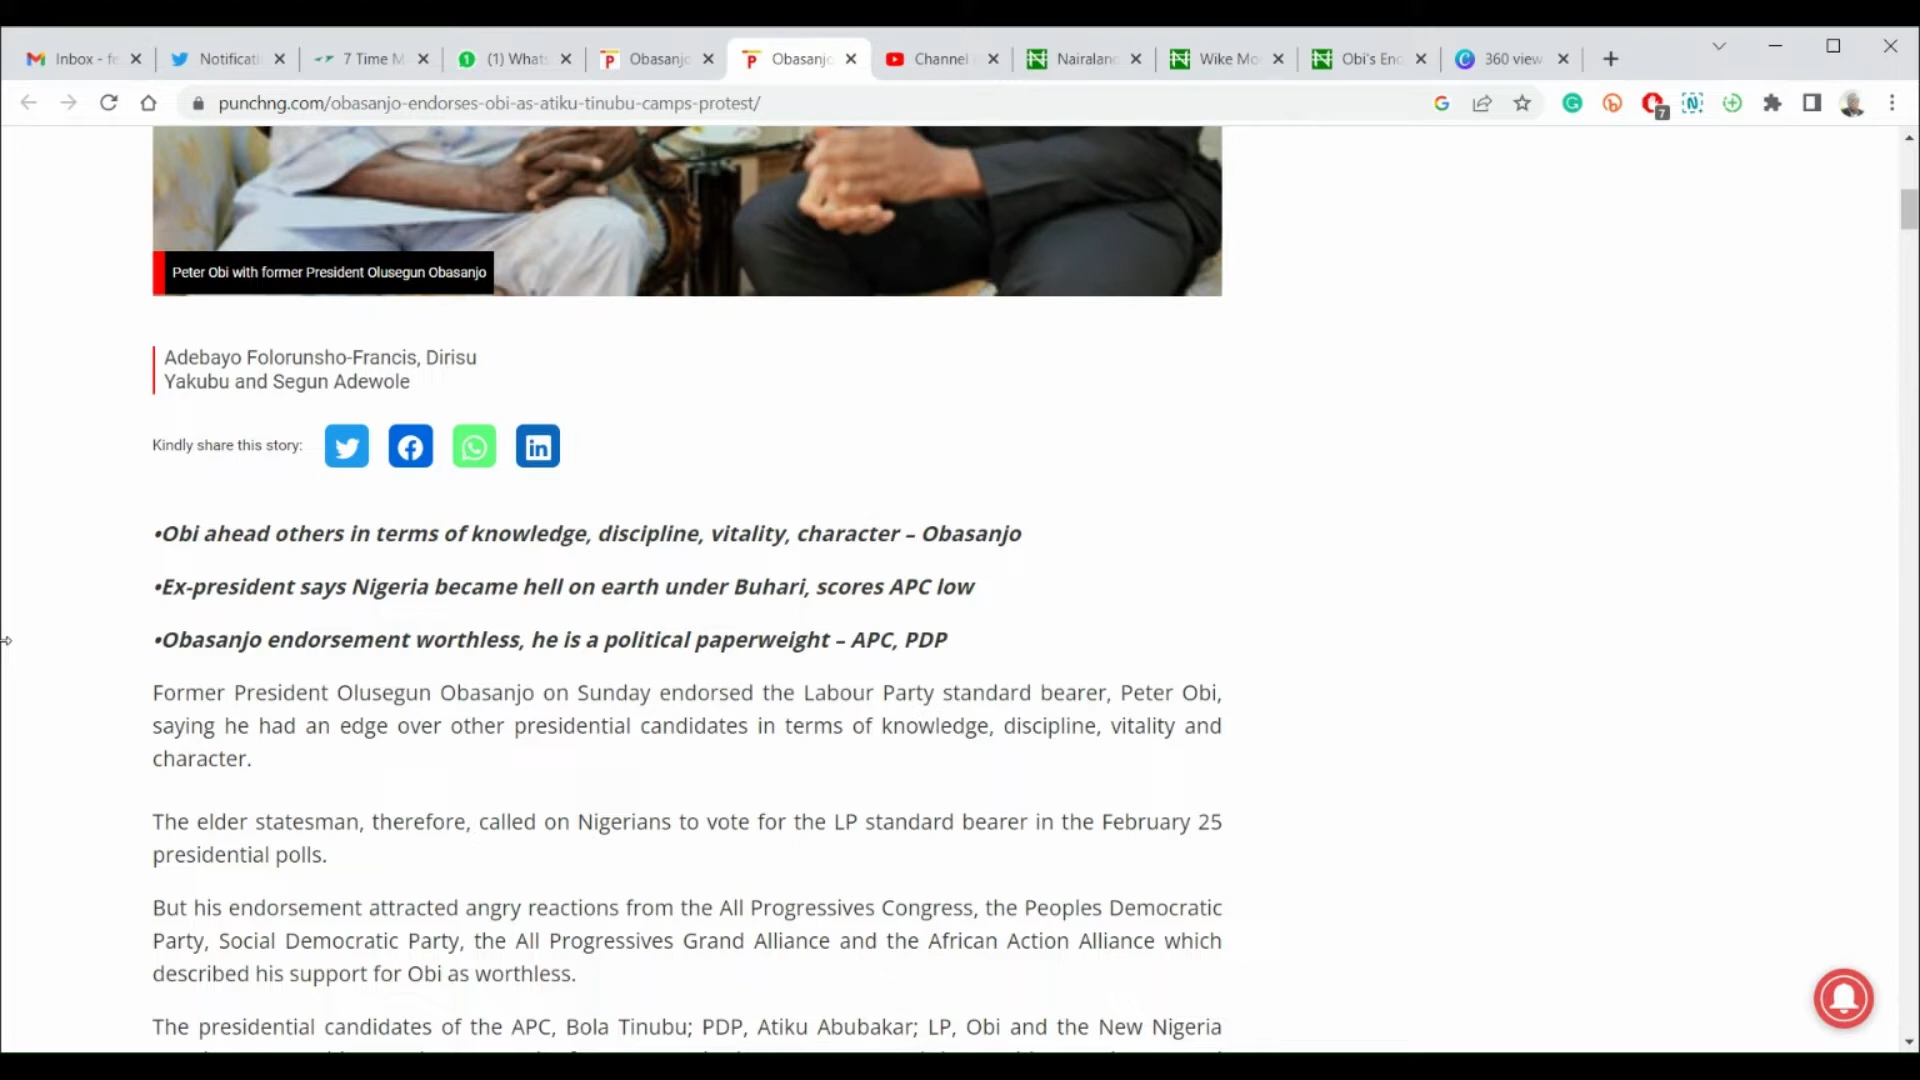 Inbox - fe
Notificati
7 Time M
(1) Whats
Obasanjo
Obasanjo
Channel
Nairaland
Wike Mo
Obi's End
360 view
punchng.com/obasanjo-endorses-obi-as-atiku-tinubu-camps-protest/
7
Peter Obi with former President Olusegun Obasanjo
Adebayo Folorunsho-Francis, Dirisu
Yakubu and Segun Adewole
Kindly share this story:
•Obi ahead others in terms of knowledge, discipline, vitality, character – Obasanjo
•Ex-president says Nigeria became hell on earth under Buhari, scores APC low
•Obasanjo endorsement worthless, he is a political paperweight – APC, PDP
Former President Olusegun Obasanjo on Sunday endorsed the Labour Party standard bearer, Peter Obi,
saying he had an edge over other presidential candidates in terms of knowledge, discipline, vitality and
character.
The elder statesman, therefore, called on Nigerians to vote for the LP standard bearer in the February 25
presidential polls.
But his endorsement attracted angry reactions from the All Progressives Congress, the Peoples Democratic
Party, Social Democratic Party, the All Progressives Grand Alliance and the African Action Alliance which
described his support for Obi as worthless.
The presidential candidates of the APC, Bola Tinubu; PDP, Atiku Abubakar; LP, Obi and the New Nigeria